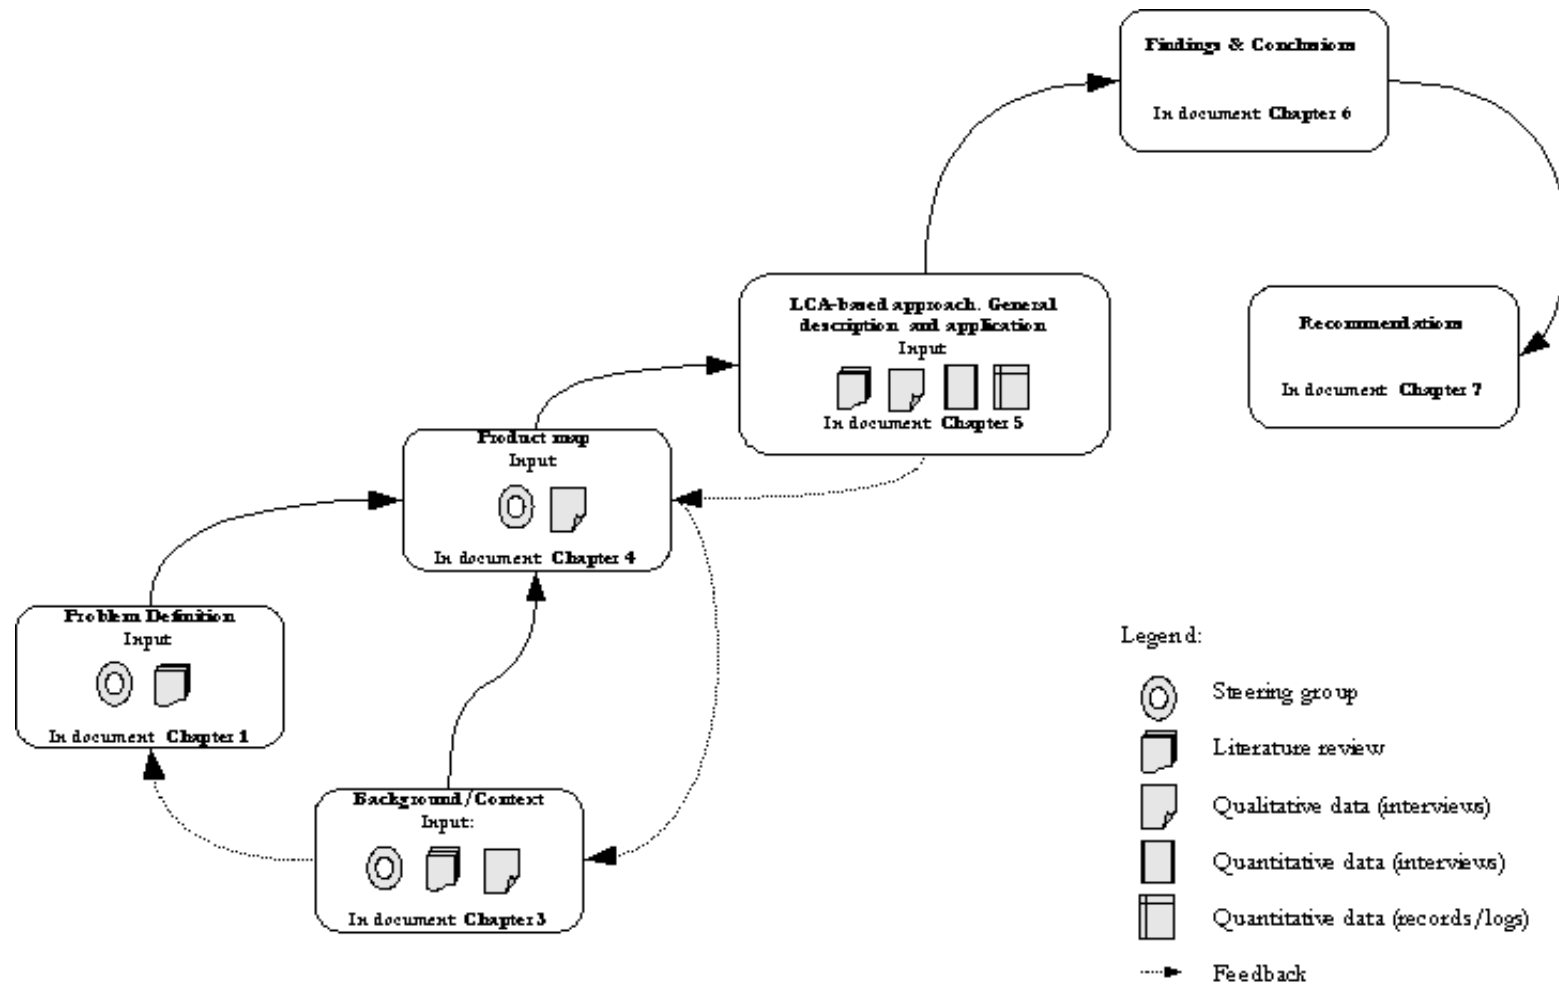 Findings & Conclusions
In document Chapter 6
LCA-based approach. General
description and application
Input
In document Chapter 5
Recommendations
In document Chapter 7
Product map
Input
In document Chapter 4
Problem Definition
Input
In document Chapter 1
Background/Context
Input:
In document Chapter 3
Legend:
Steering group
Literature review
Qualitative data (interviews)
Quantitative data (interviews)
Quantitative data (records/logs)
Feedback